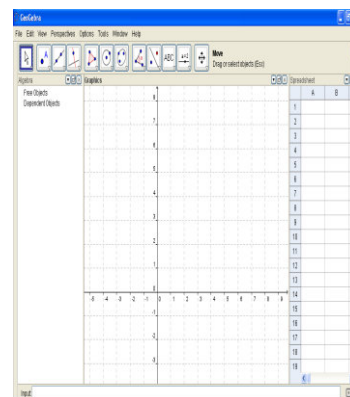 GeoGebra
File Edit View Perspectives Options Tools Window Help
A ABC a=2
Move
Drag or select objects (Esc)
Algebra Graphics Spreadsheet
Free Objects
Dependent Objects
A B
1
2
3
4
5
6
7
8
9
10
11
12
13
14
15
16
17
18
19
8
7
6
5
4
3
2
1
0
-5 -4 -3 -2 -1 0 1 2 3 4 5 6 7 8 9
-1
-2
-3
Input: